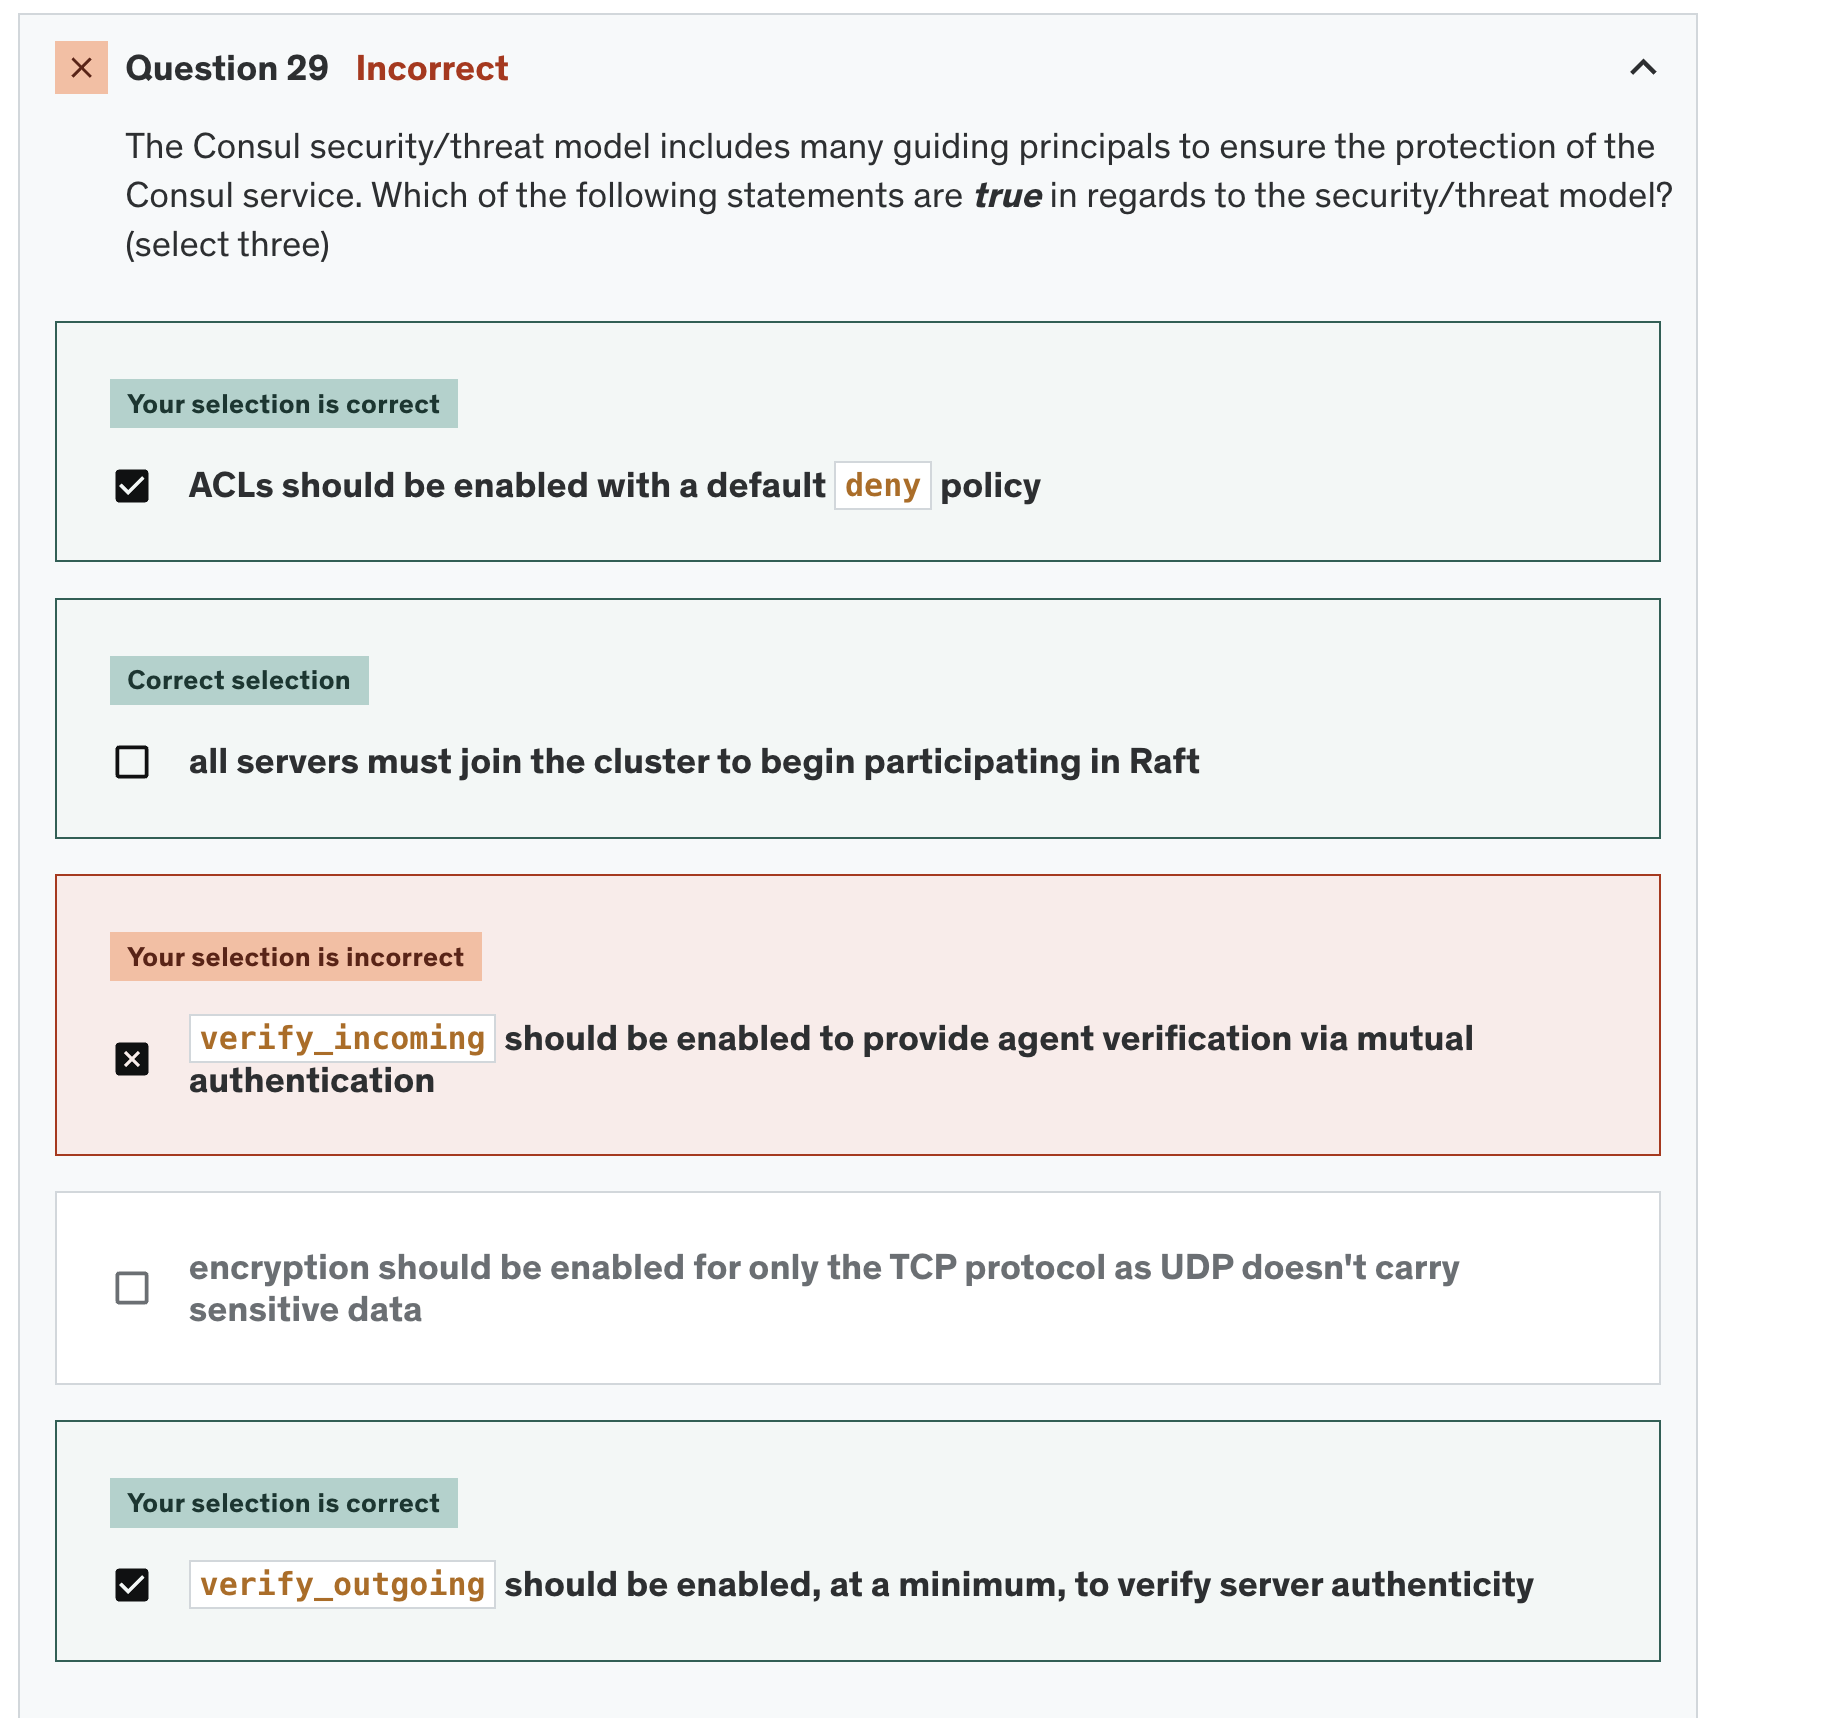 Question 29 Incorrect
The Consul security/threat model includes many guiding principals to ensure the protection of the
Consul service. Which of the following statements are true in regards to the security/threat model?
(select three)
Your selection is correct
ACLs should be enabled with a default deny policy
Correct selection
all servers must join the cluster to begin participating in Raft
Your selection is incorrect
verify_incoming should be enabled to provide agent verification via mutual
authentication
encryption should be enabled for only the TCP protocol as UDP doesn't carry
sensitive data
Your selection is correct
verify_outgoing should be enabled, at a minimum, to verify server authenticity